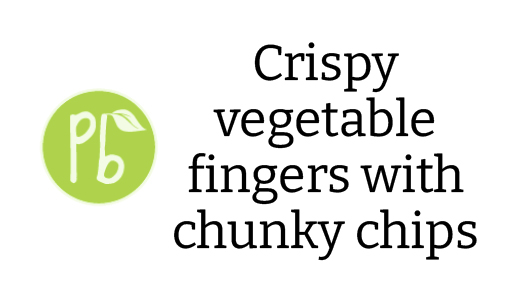 Pb
Crispy
vegetable
fingers with
chunky chips